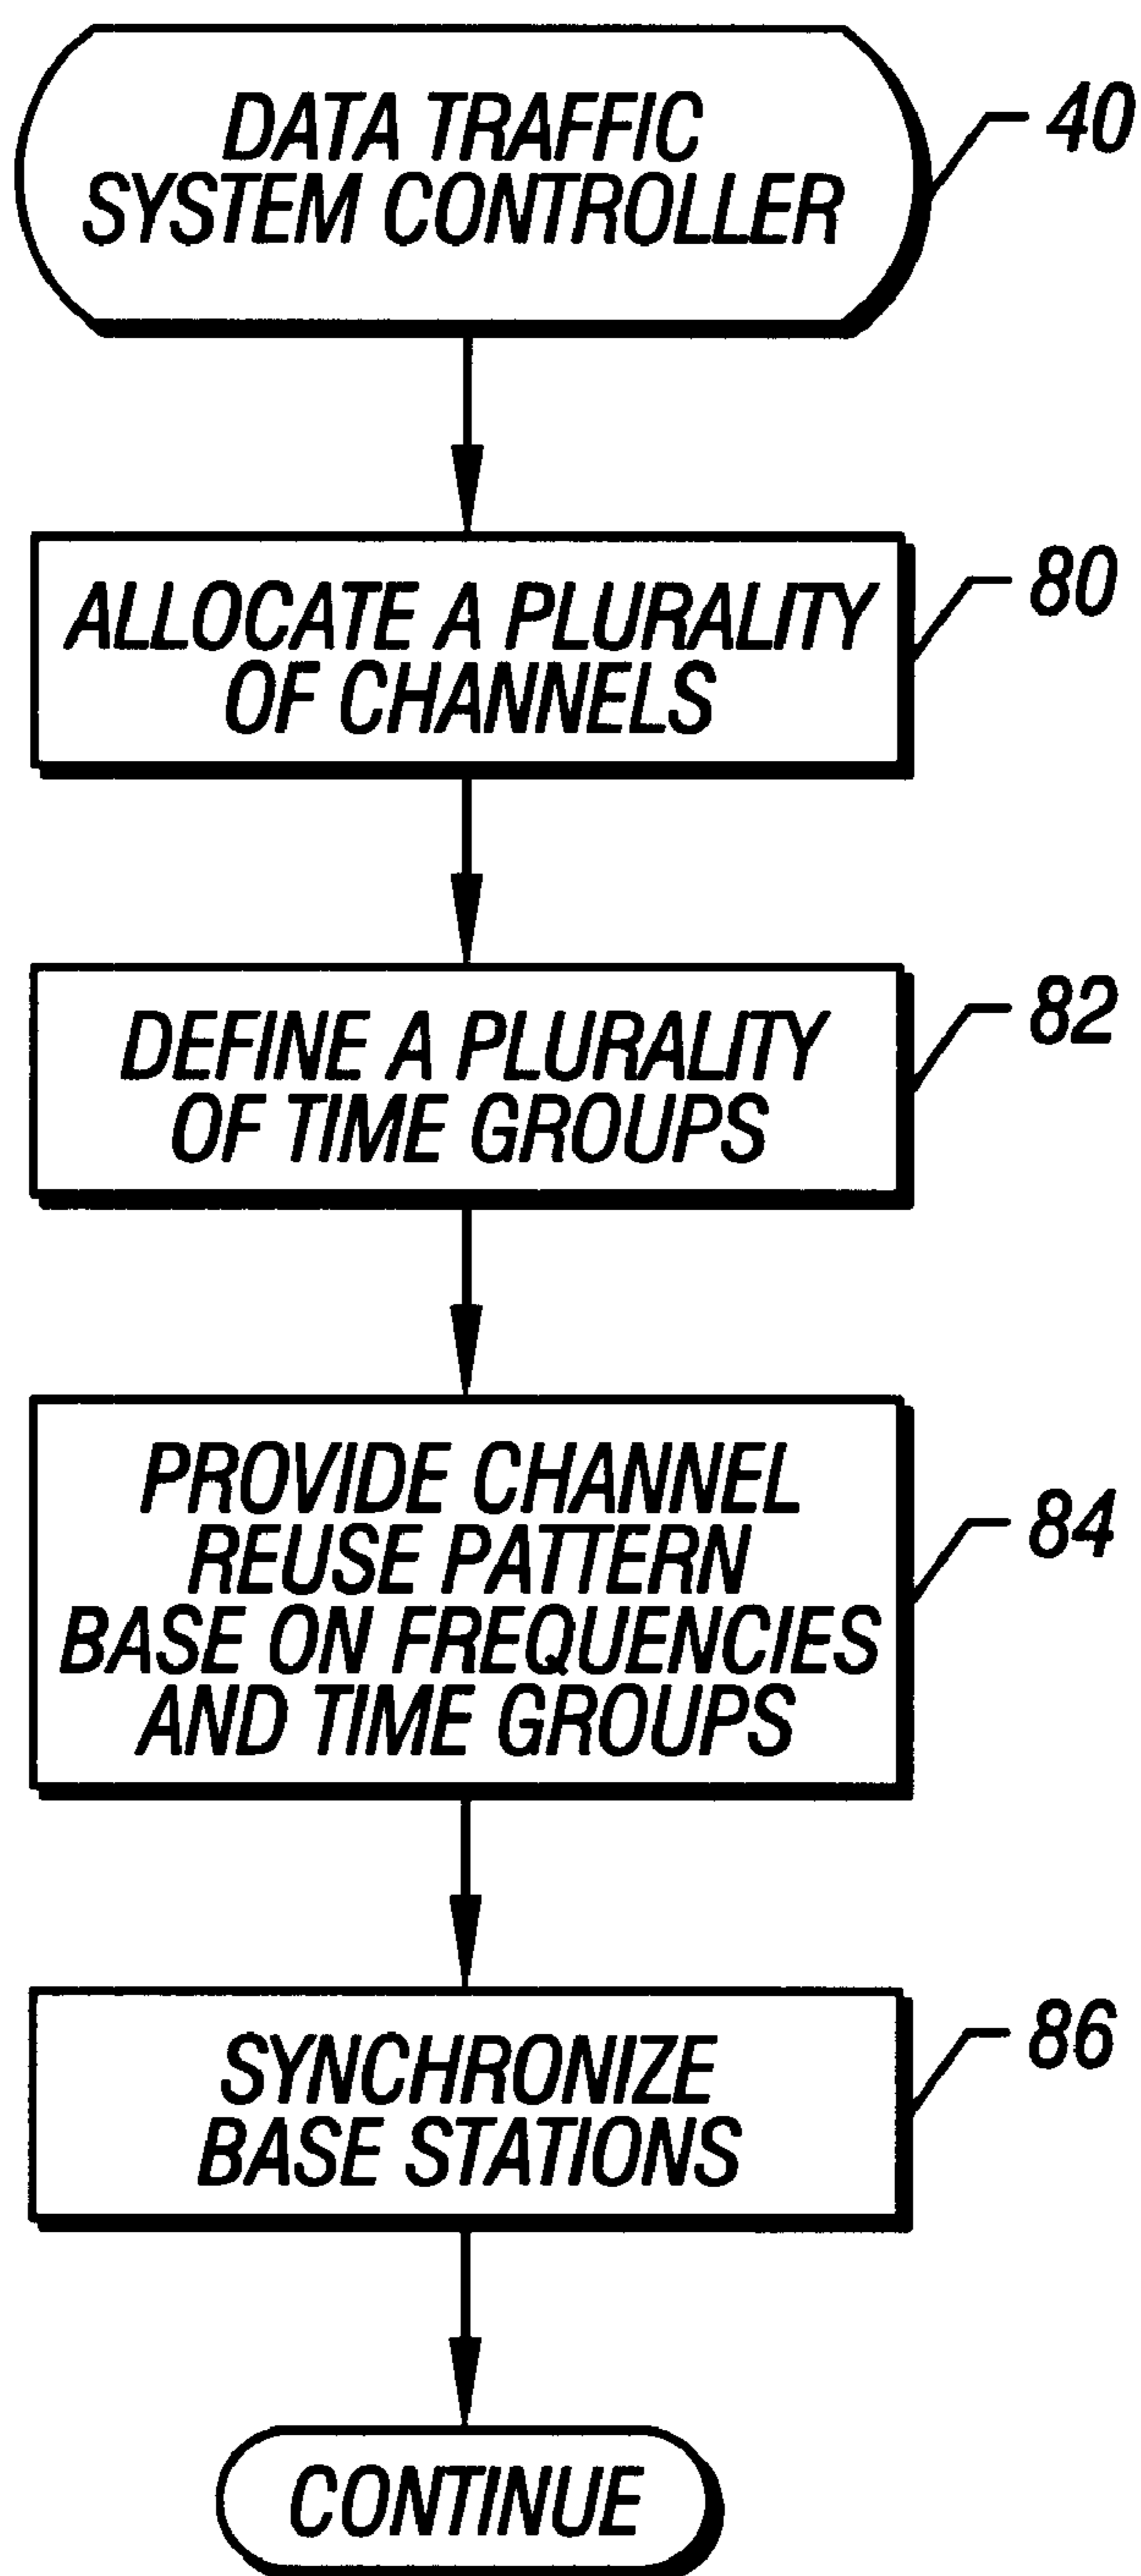 DATA TRAFFIC
SYSTEM CONTROLLER
40
ALLOCATE A PLURALITY
OF CHANNELS
80
DEFINE A PLURALITY
OF TIME GROUPS
82
PROVIDE CHANNEL
REUSE PATTERN
BASE ON FREQUENCIES
AND TIME GROUPS
84
SYNCHRONIZE
BASE STATIONS
86
CONTINUE